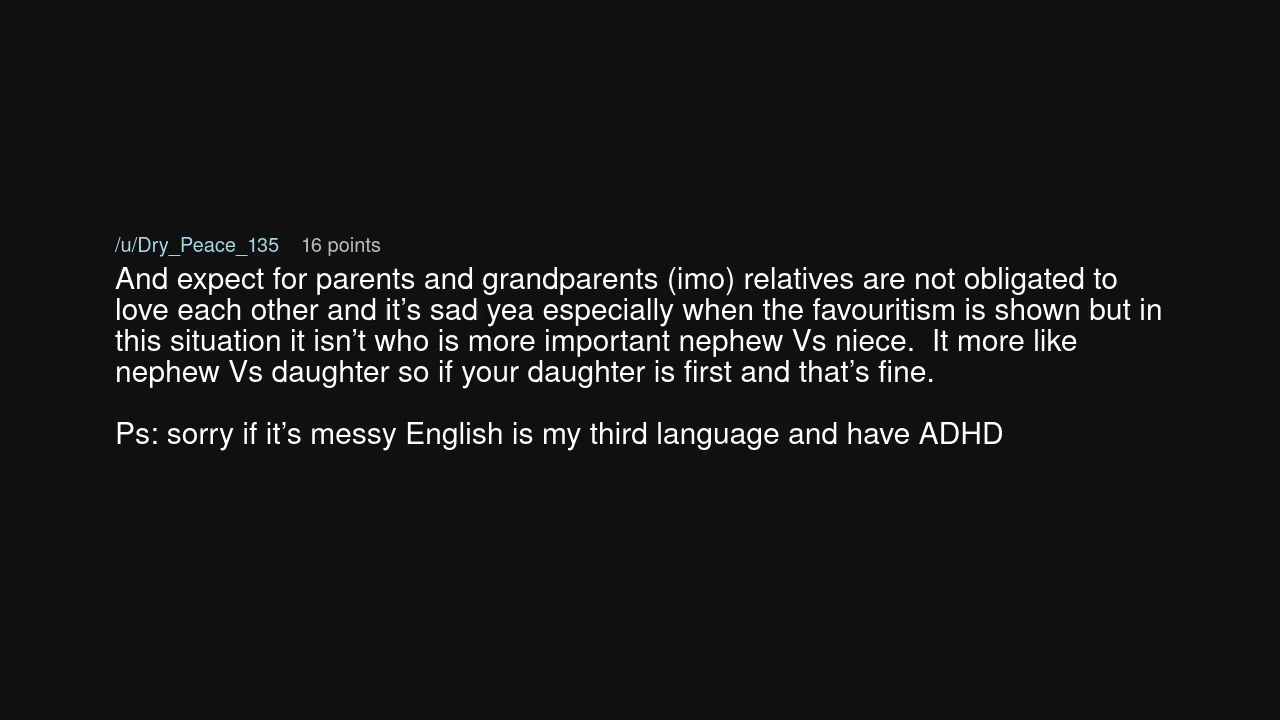 /u/Dry_Peace_135 16 points
And expect for parents and grandparents (imo) relatives are not obligated to
love each other and it’s sad yea especially when the favouritism is shown but in
this situation it isn’t who is more important nephew Vs niece.  It more like
nephew Vs daughter so if your daughter is first and that’s fine.
Ps: sorry if it’s messy English is my third language and have ADHD